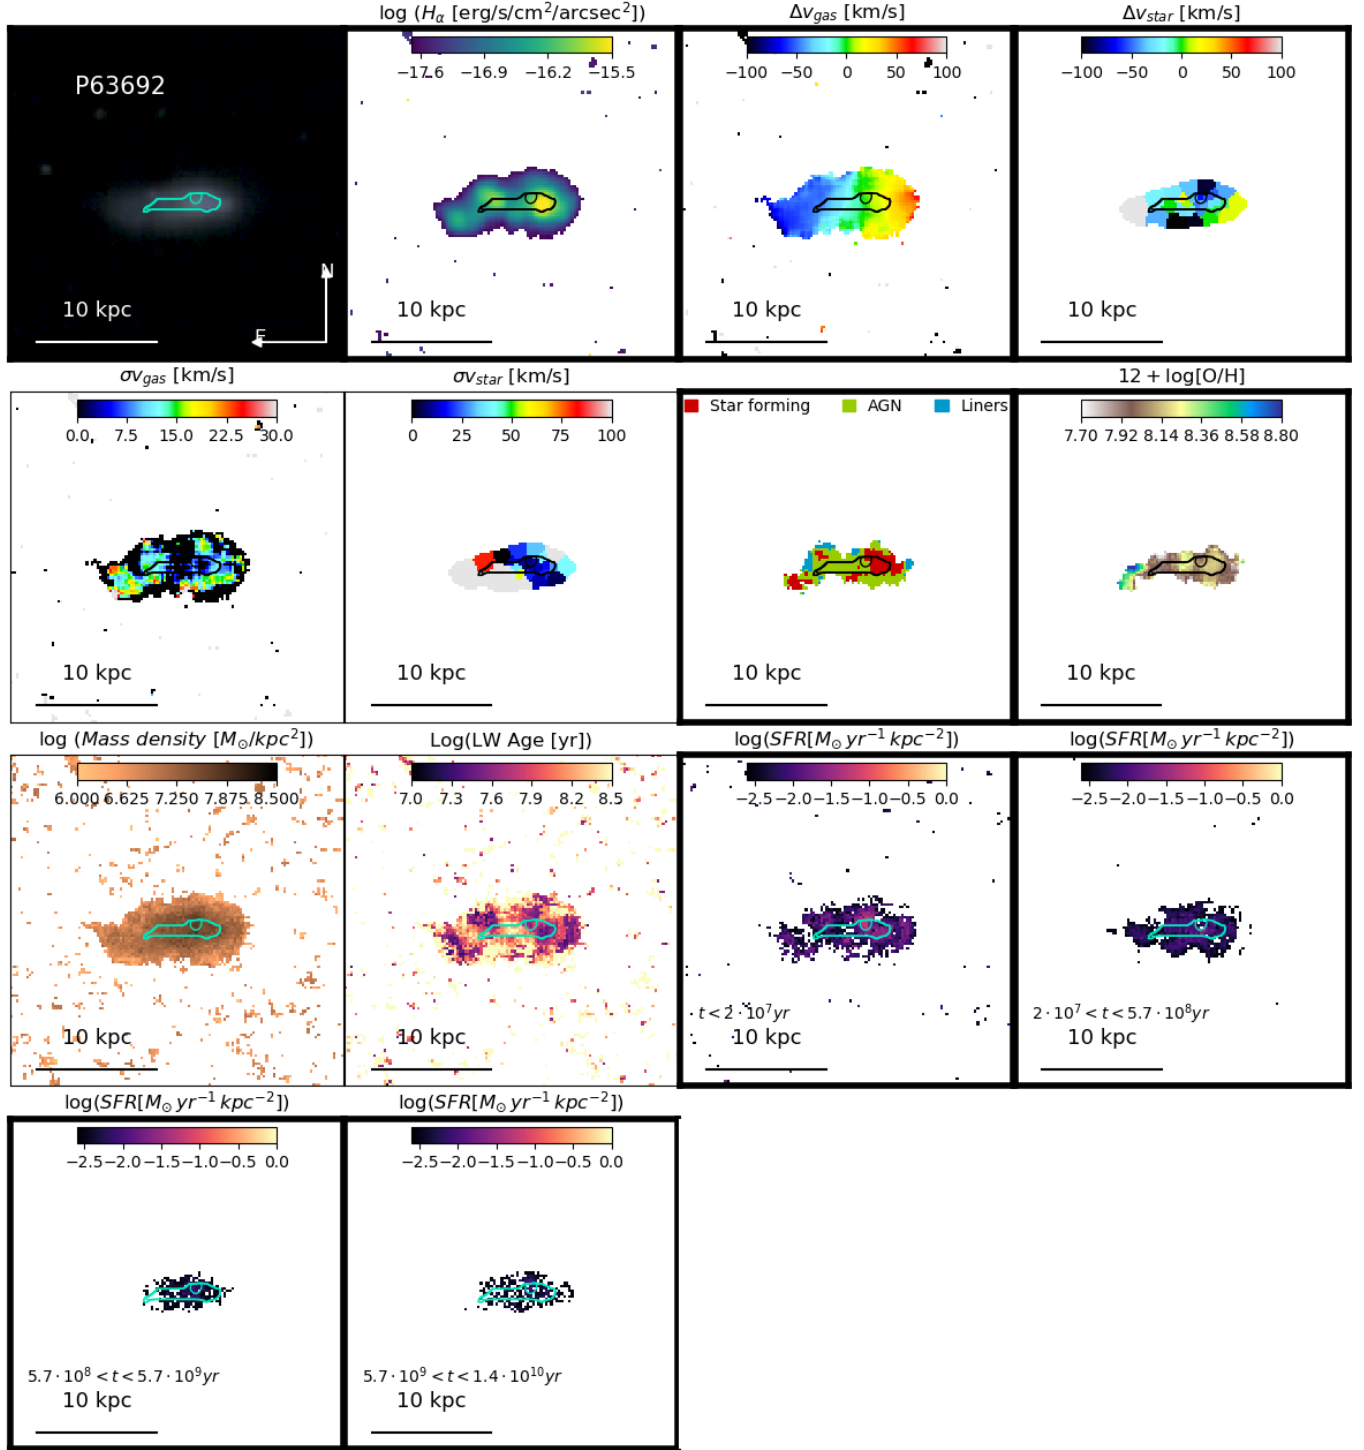 log (Hα [erg/s/cm²/arcsec²])
Δv_gas [km/s]
Δv_star [km/s]
P63692
−17.6 −16.9 −16.2 −15.5
−100 −50 0 50 100
−100 −50 0 50 100
N
E
10 kpc
10 kpc
10 kpc
10 kpc
σv_gas [km/s]
σv_star [km/s]
12 + log[O/H]
0.0 7.5 15.0 22.5 30.0
0 25 50 75 100
Star forming AGN Liners
7.70 7.92 8.14 8.36 8.58 8.80
10 kpc
10 kpc
10 kpc
10 kpc
log (Mass density [M⊙/kpc²])
Log(LW Age [yr])
log(SFR[M⊙ yr⁻¹ kpc⁻²])
log(SFR[M⊙ yr⁻¹ kpc⁻²])
6.000 6.625 7.250 7.875 8.500
7.0 7.3 7.6 7.9 8.2 8.5
−2.5 −2.0 −1.5 −1.0 −0.5 0.0
−2.5 −2.0 −1.5 −1.0 −0.5 0.0
t < 2 · 10⁷yr
2 · 10⁷ < t < 5.7 · 10⁸yr
10 kpc
10 kpc
10 kpc
10 kpc
log(SFR[M⊙ yr⁻¹ kpc⁻²])
log(SFR[M⊙ yr⁻¹ kpc⁻²])
−2.5 −2.0 −1.5 −1.0 −0.5 0.0
−2.5 −2.0 −1.5 −1.0 −0.5 0.0
5.7 · 10⁸ < t < 5.7 · 10⁹yr
5.7 · 10⁹ < t < 1.4 · 10¹⁰yr
10 kpc
10 kpc